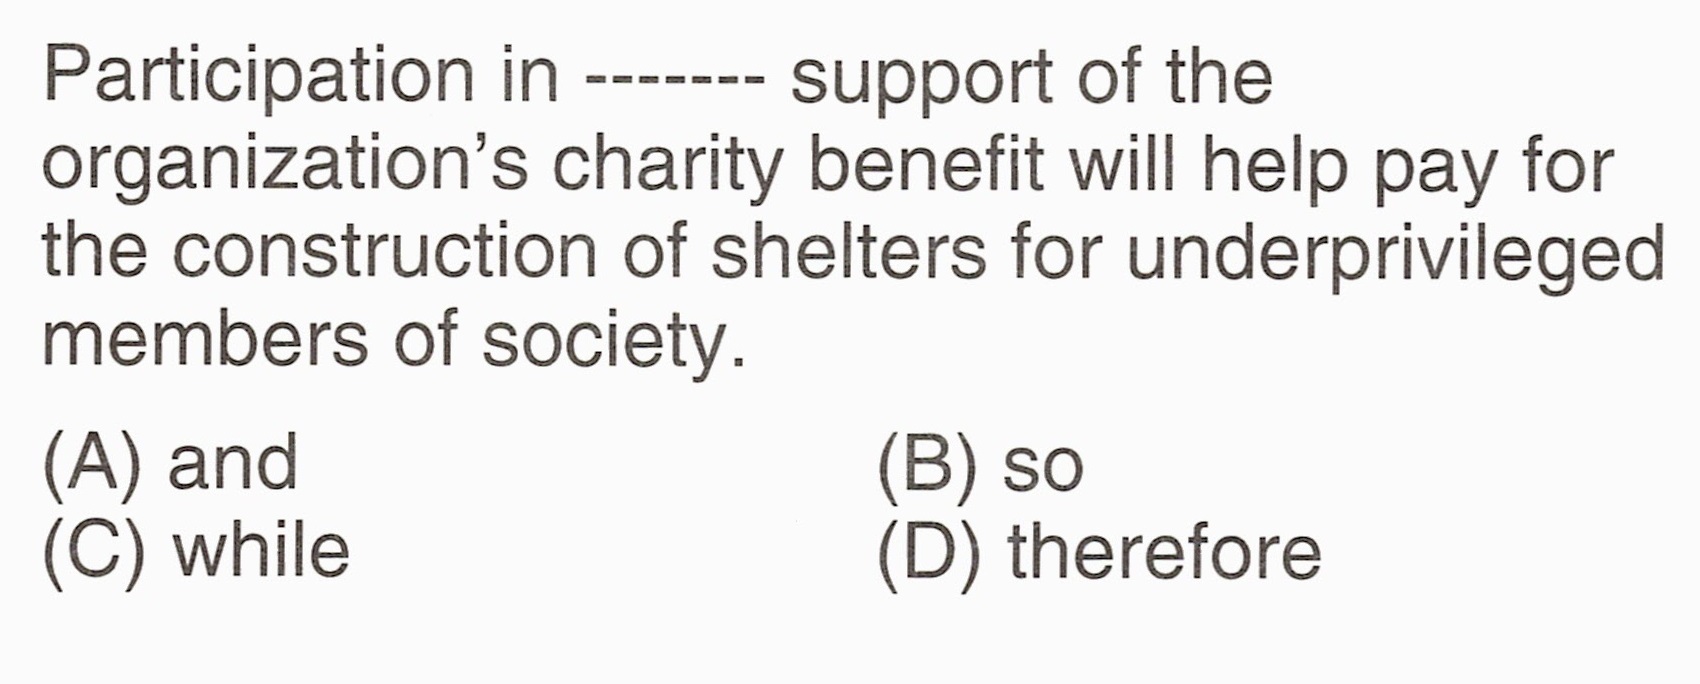 Participation in ------- support of the
organization's charity benefit will help pay for
the construction of shelters for underprivileged
members of society.
(A) and
(B) so
(C) while
(D) therefore